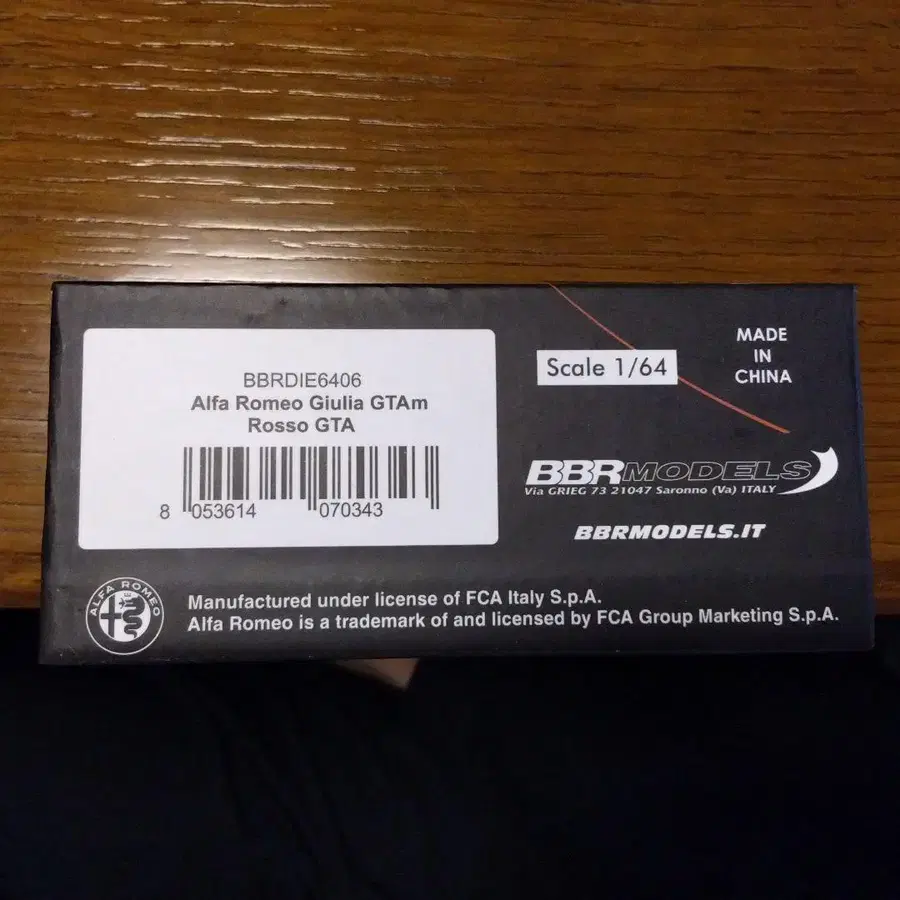 BBRDIE6406
Alfa Romeo Giulia GTAm
Rosso GTA
8 053614 070343
Scale 1/64
MADE
IN
CHINA
BBRMODELS
Via GRIEG 73 21047 Saronno (Va) ITALY
BBRMODELS.IT
ALFA ROMEO
Manufactured under license of FCA Italy S.p.A.
Alfa Romeo is a trademark of and licensed by FCA Group Marketing S.p.A.